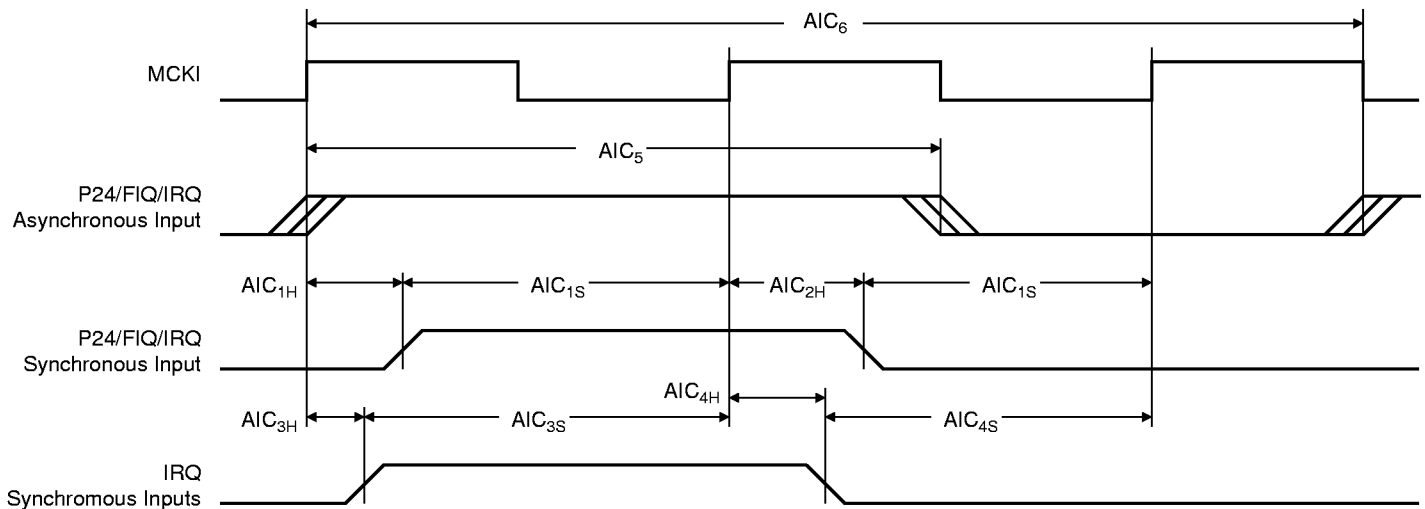 AIC6
MCKI
AIC5
P24/FIQ/IRQ
Asynchronous Input
AIC1H
AIC1S
AIC2H
AIC1S
P24/FIQ/IRQ
Synchronous Input
AIC4H
AIC3H
AIC3S
AIC4S
IRQ
Synchromous Inputs